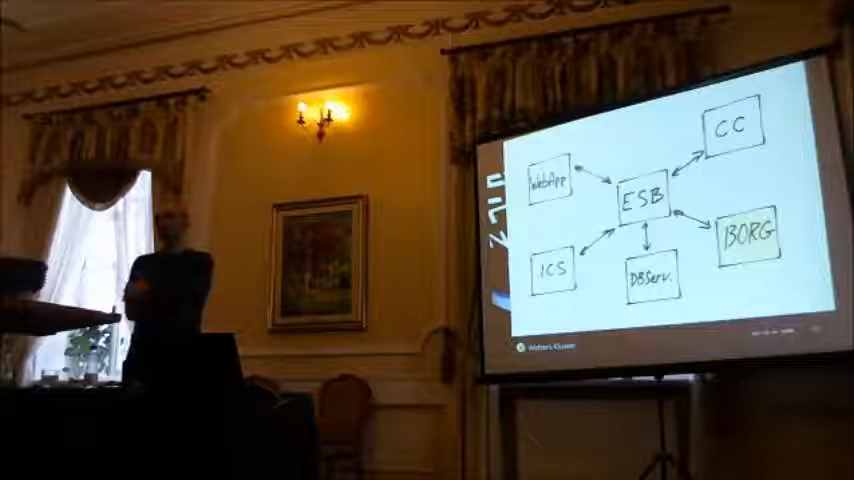 CC
WebApp
ESB
BORG
ICS
DBServ.
Wolters Kluwer